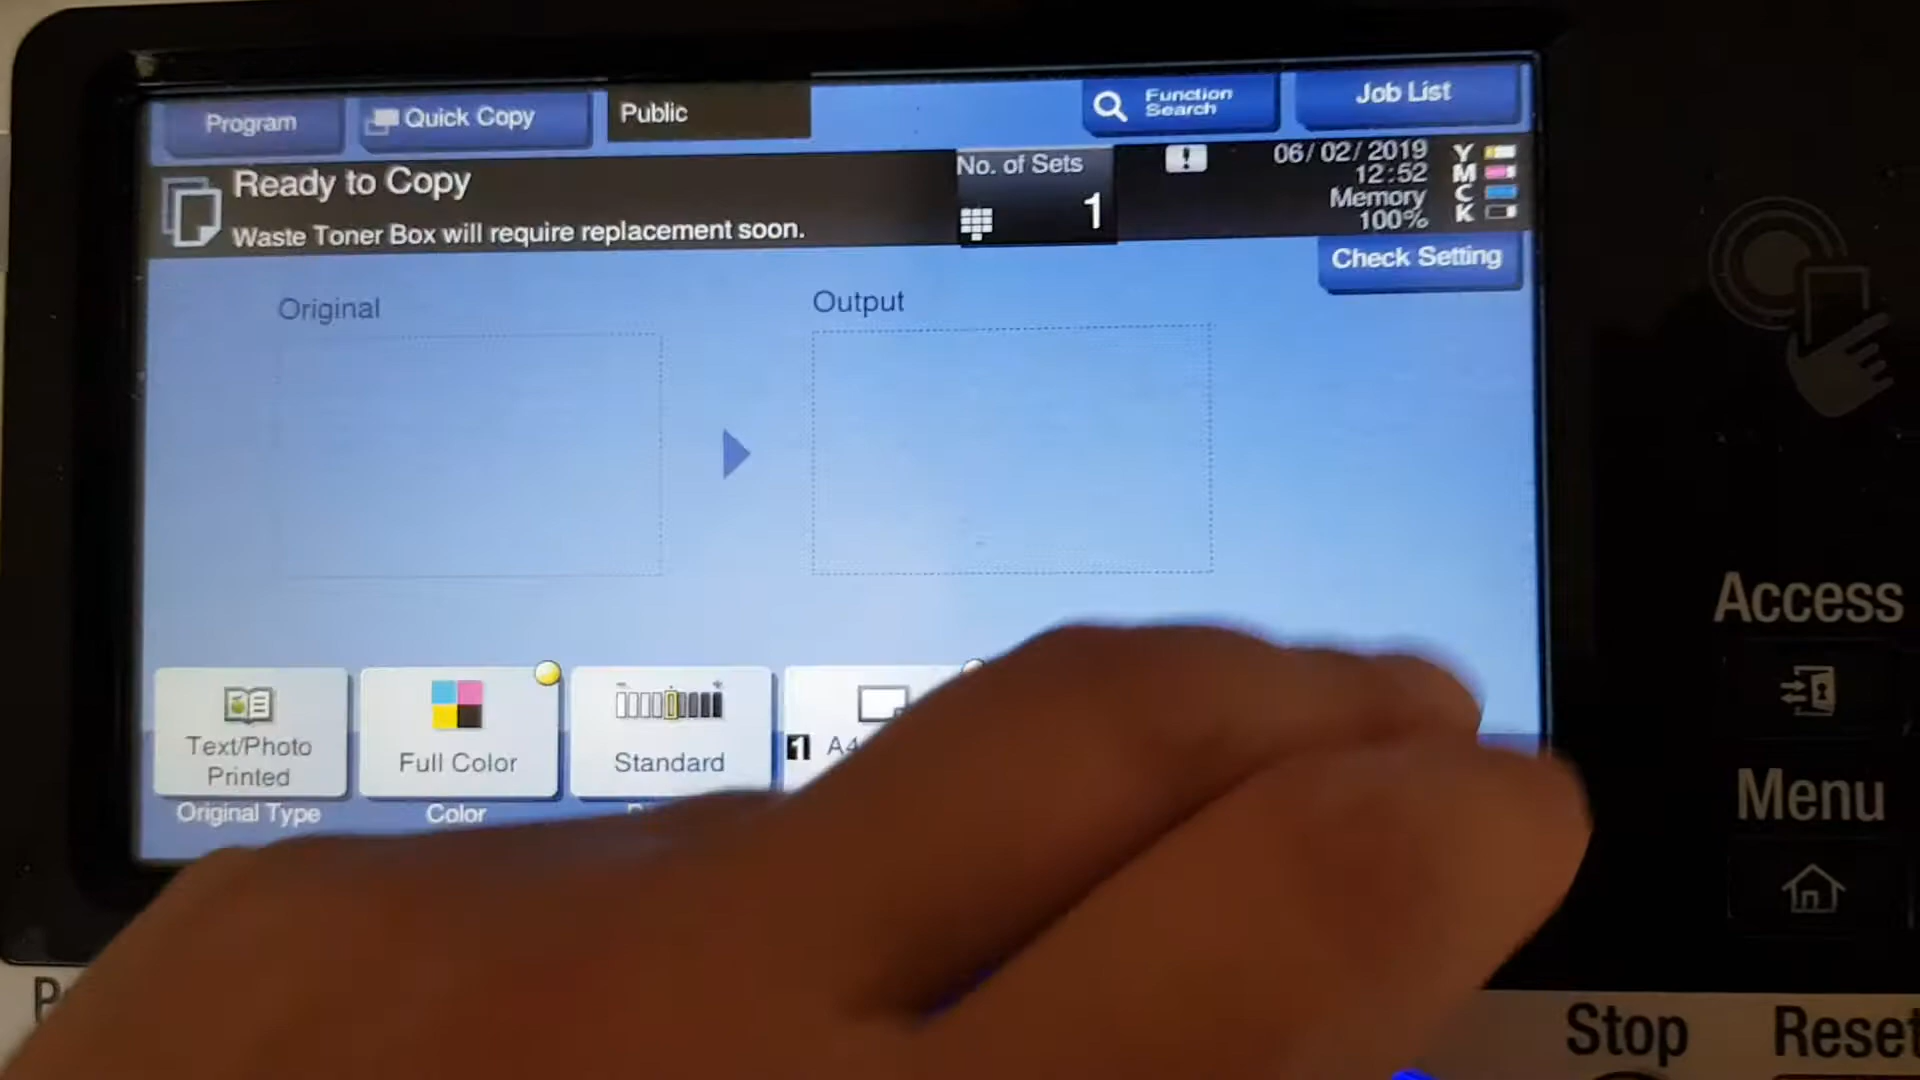 Program
Quick Copy
Public
Function
Search
Job List
Ready to Copy
Waste Toner Box will require replacement soon.
No. of Sets
1
06/02/2019
12:52
Memory
100%
Y
M
C
K
Check Setting
Original
Output
Text/Photo
Printed
Original Type
Full Color
Color
Standard
1 A4
Access
Menu
Stop
Reset